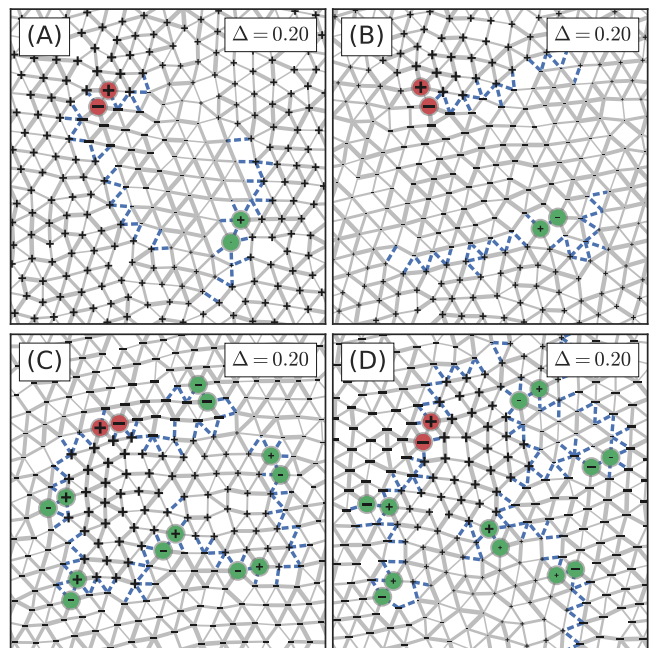 (A) Δ = 0.20
(B) Δ = 0.20
(C) Δ = 0.20
(D) Δ = 0.20